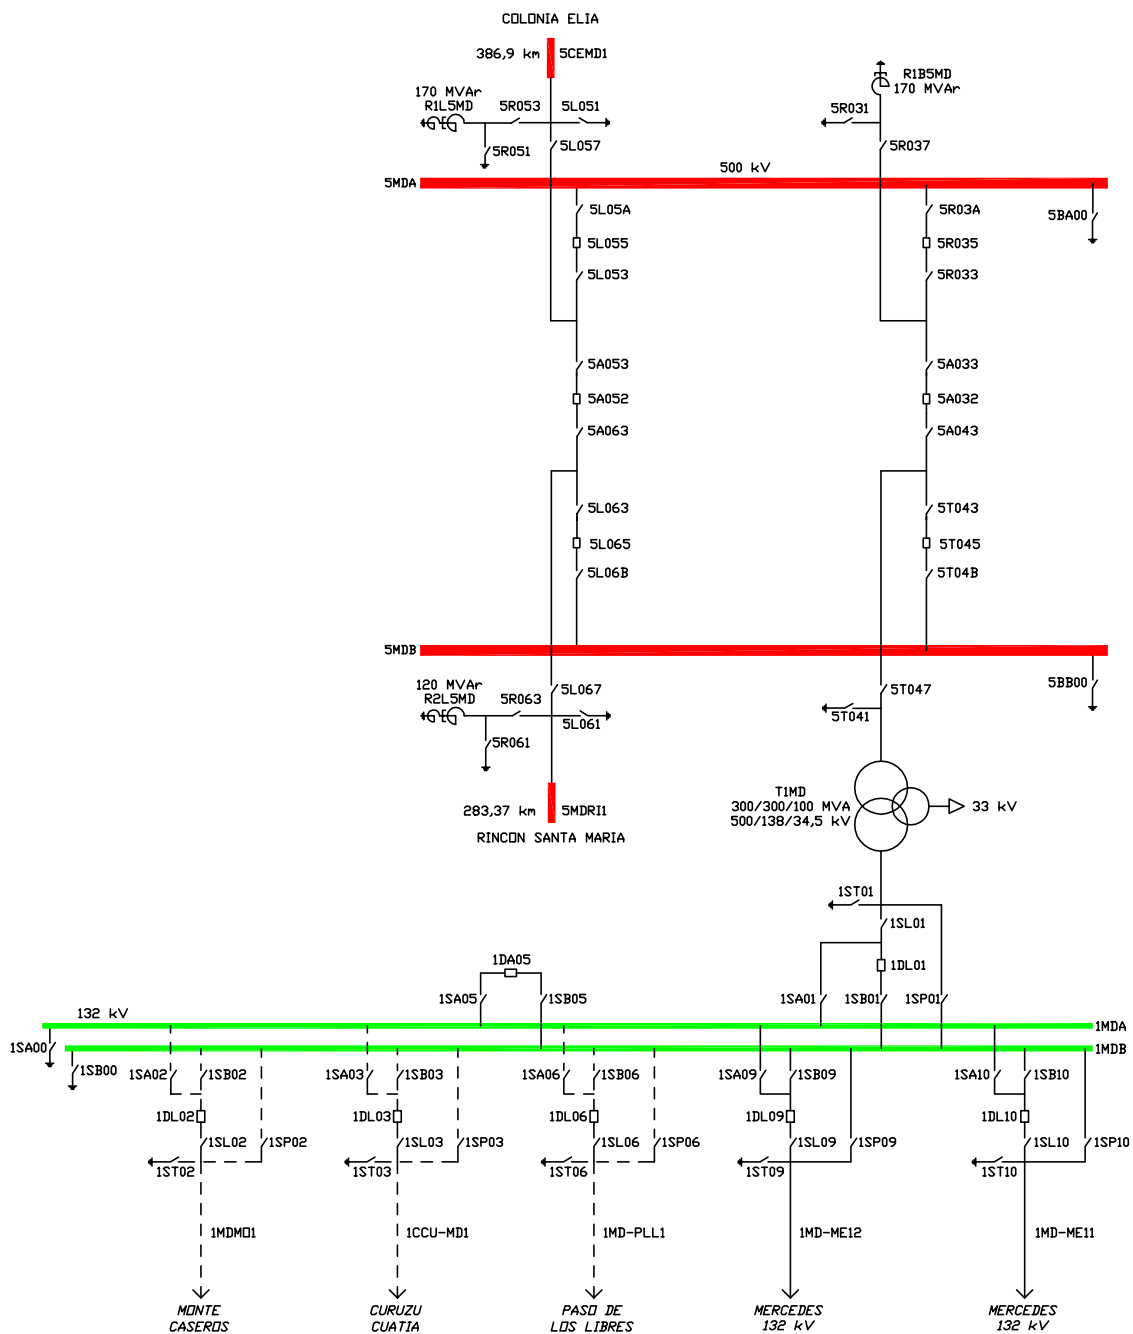 COLONIA ELIA
386,9 km
5CEMD1
R1B5MD
170 MVAr
170 MVAr
R1L5MD
5R053
5L051
5R031
5R051
5L057
5R037
500 kV
5MDA
5L05A
5R03A
5BA00
5L055
5R035
5L053
5R033
5A053
5A033
5A052
5A032
5A063
5A043
5L063
5T043
5L065
5T045
5L06B
5T04B
5MDB
120 MVAr
R2L5MD
5R063
5L067
5T047
5BB00
5L061
5T041
5R061
T1MD
300/300/100 MVA
500/138/34,5 kV
33 kV
283,37 km
5MDRI1
RINCON SANTA MARIA
1ST01
1SL01
1DA05
1DL01
1SA05
1SB05
1SA01
1SB01
1SP01
132 kV
1MDA
1SA00
1MDB
1SB00
1SA02
1SB02
1SA03
1SB03
1SA06
1SB06
1SA09
1SB09
1SA10
1SB10
1DL02
1DL03
1DL06
1DL09
1DL10
1SL02
1SP02
1SL03
1SP03
1SL06
1SP06
1SL09
1SP09
1SL10
1SP10
1ST02
1ST03
1ST06
1ST09
1ST10
1MDMO1
1CCU-MD1
1MD-PLL1
1MD-ME12
1MD-ME11
MONTE
CASEROS
CURUZU
CUATIA
PASO DE
LOS LIBRES
MERCEDES
132 kV
MERCEDES
132 kV